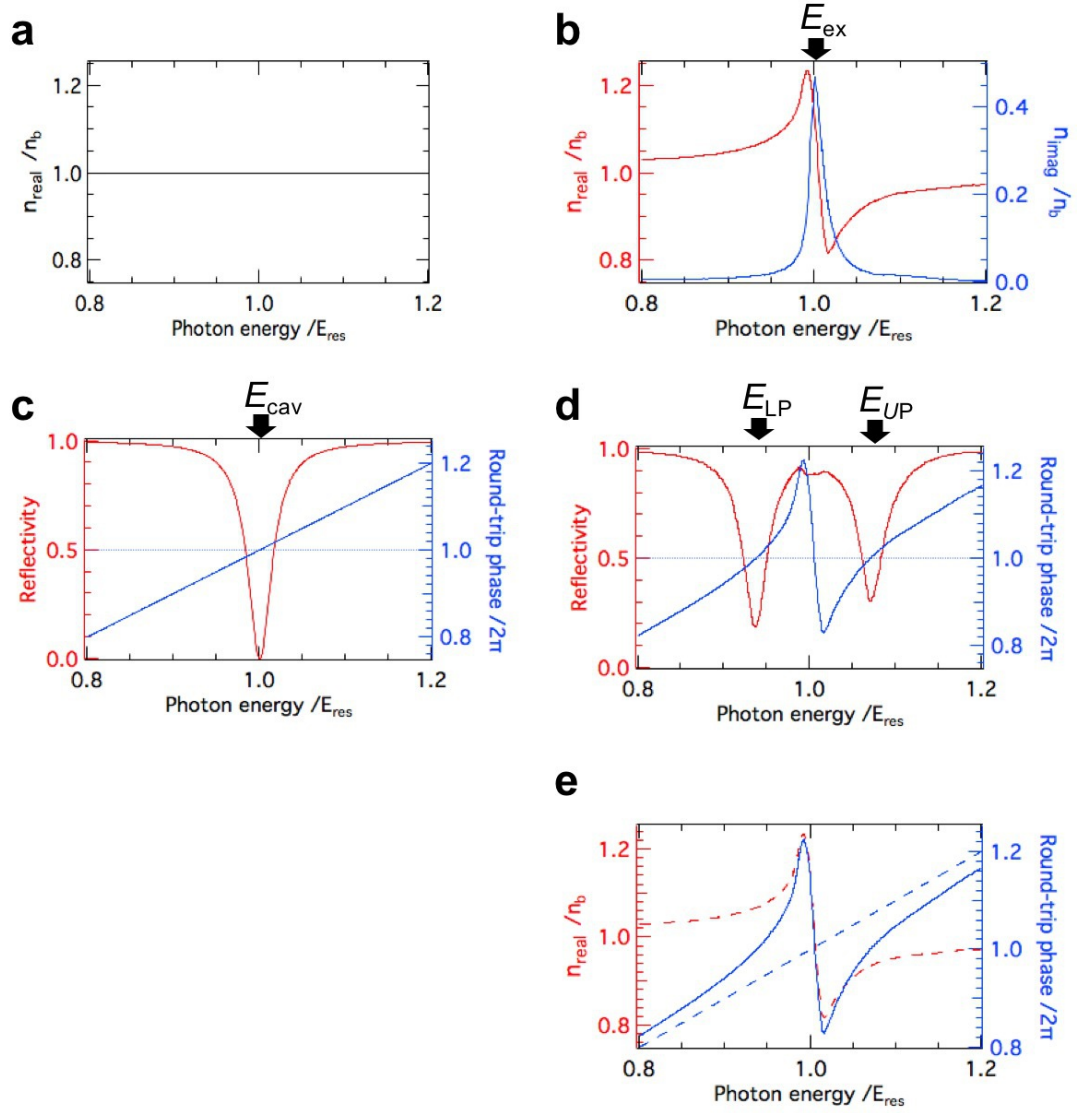 a
n_real /n_b
1.2
1.0
0.8
0.8 1.0 1.2
Photon energy /E_res
b
E_ex
n_real /n_b
1.2
1.0
0.8
0.4
0.2
0.0
n_imag /n_b
0.8 1.0 1.2
Photon energy /E_res
c
E_cav
Reflectivity
1.0
0.5
0.0
1.2
1.0
0.8
Round-trip phase /2π
0.8 1.0 1.2
Photon energy /E_res
d
E_LP
E_UP
Reflectivity
1.0
0.5
0.0
1.2
1.0
0.8
Round-trip phase /2π
0.8 1.0 1.2
Photon energy /E_res
e
n_real /n_b
1.2
1.0
0.8
1.2
1.0
0.8
Round-trip phase /2π
0.8 1.0 1.2
Photon energy /E_res